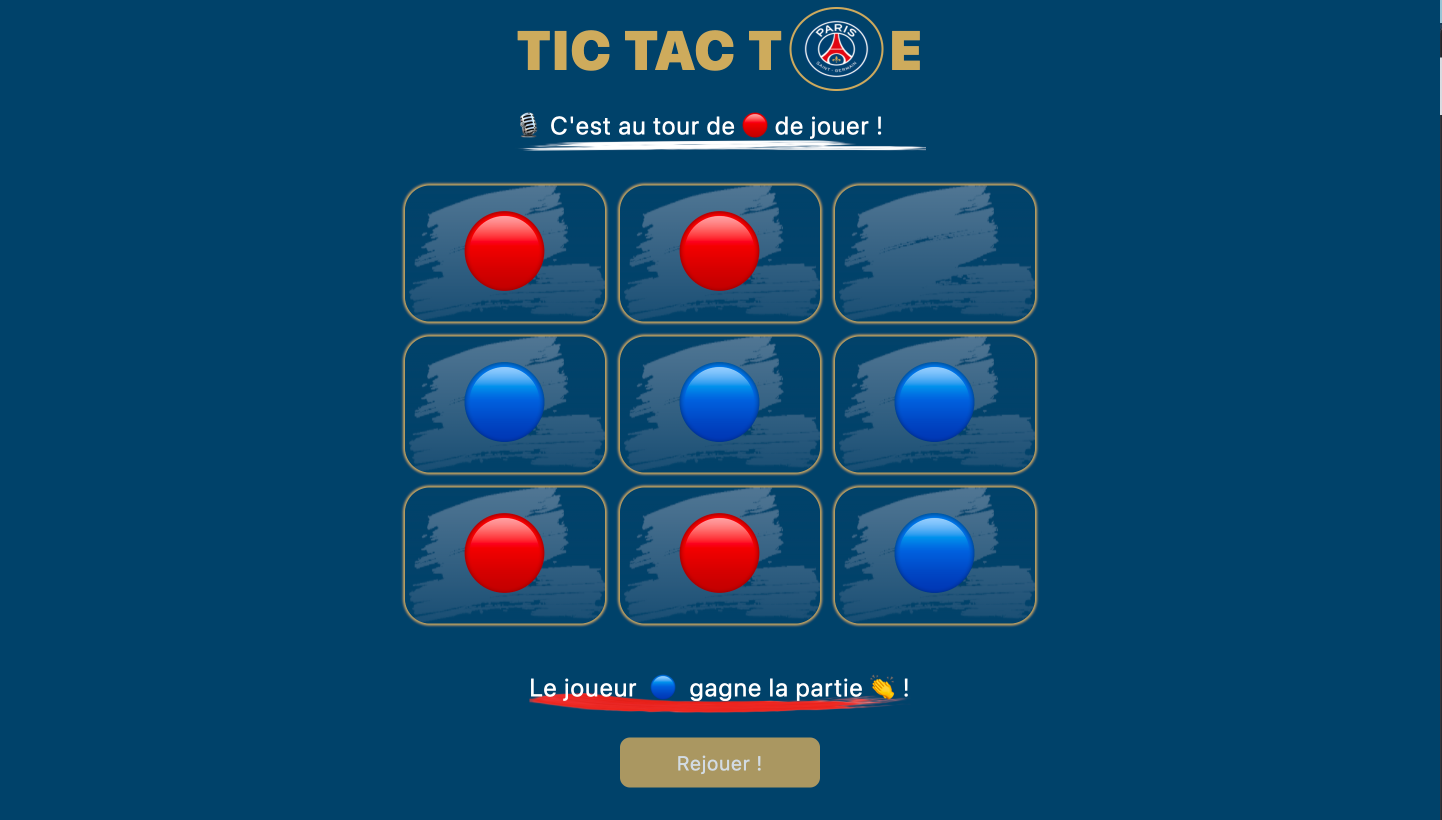 TIC TAC T E
PARIS
SAINT - GERMAIN
🎙 C'est au tour de 🔴 de jouer !
Le joueur 🔵 gagne la partie 👏 !
Rejouer !